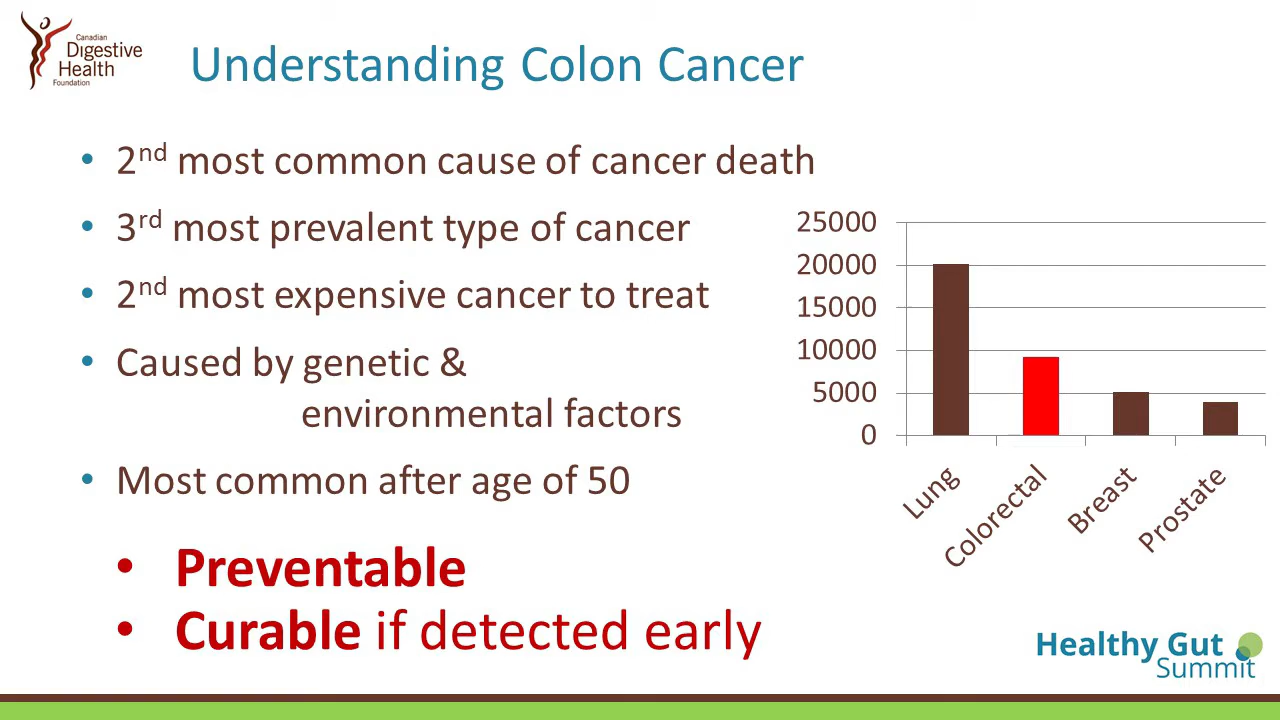 Canadian
Digestive
Health
Foundation
Understanding Colon Cancer
• 2nd most common cause of cancer death
• 3rd most prevalent type of cancer
• 2nd most expensive cancer to treat
• Caused by genetic &
environmental factors
• Most common after age of 50
• Preventable
• Curable if detected early
25000
20000
15000
10000
5000
0
Lung
Colorectal
Breast
Prostate
Healthy Gut
Summit